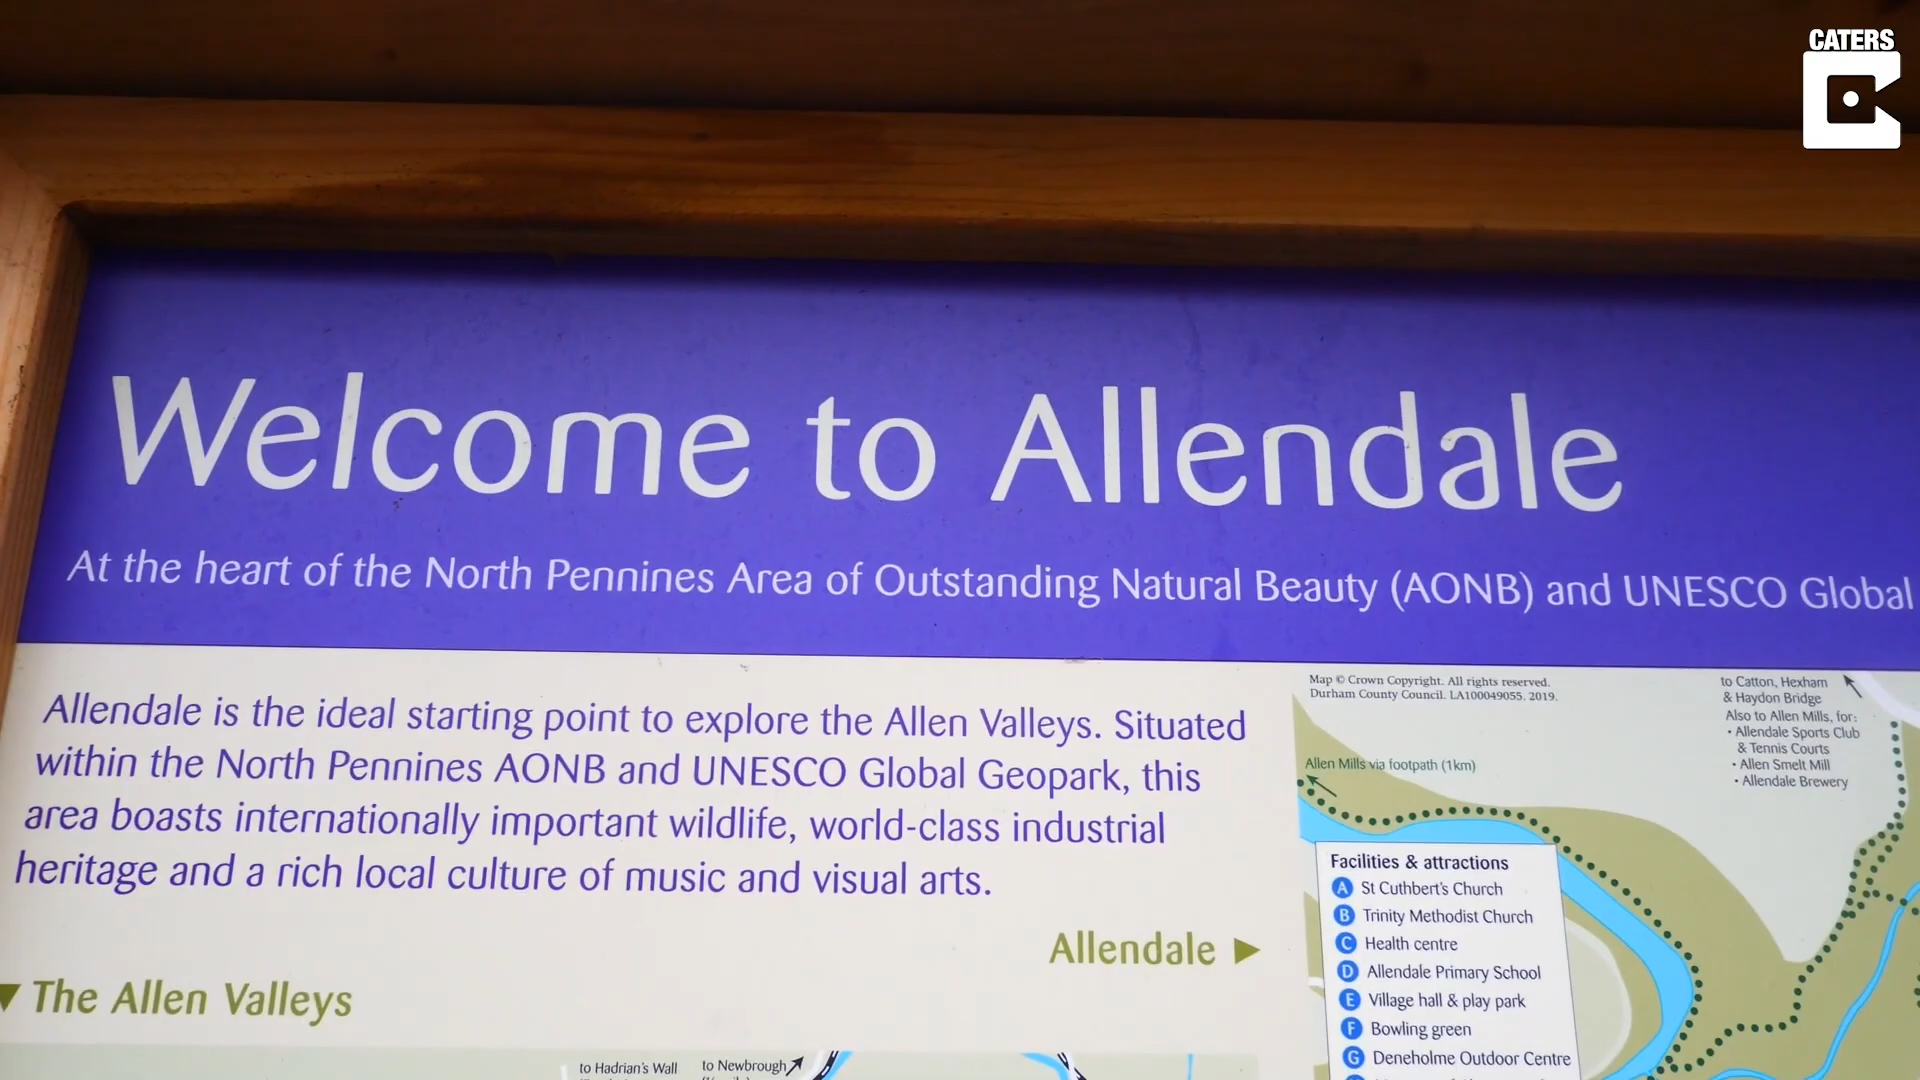 CATERS
Welcome to Allendale
At the heart of the North Pennines Area of Outstanding Natural Beauty (AONB) and UNESCO Global
Allendale is the ideal starting point to explore the Allen Valleys. Situated
within the North Pennines AONB and UNESCO Global Geopark, this
area boasts internationally important wildlife, world-class industrial
heritage and a rich local culture of music and visual arts.
Allendale ►
▼ The Allen Valleys
to Hadrian's Wall
to Newbrough
Map © Crown Copyright. All rights reserved.
Durham County Council. LA100049055. 2019.
to Catton, Hexham
& Haydon Bridge
Also to Allen Mills, for:
• Allendale Sports Club
& Tennis Courts
• Allen Smelt Mill
• Allendale Brewery
Allen Mills via footpath (1km)
Facilities & attractions
A St Cuthbert's Church
B Trinity Methodist Church
C Health centre
D Allendale Primary School
E Village hall & play park
F Bowling green
G Deneholme Outdoor Centre